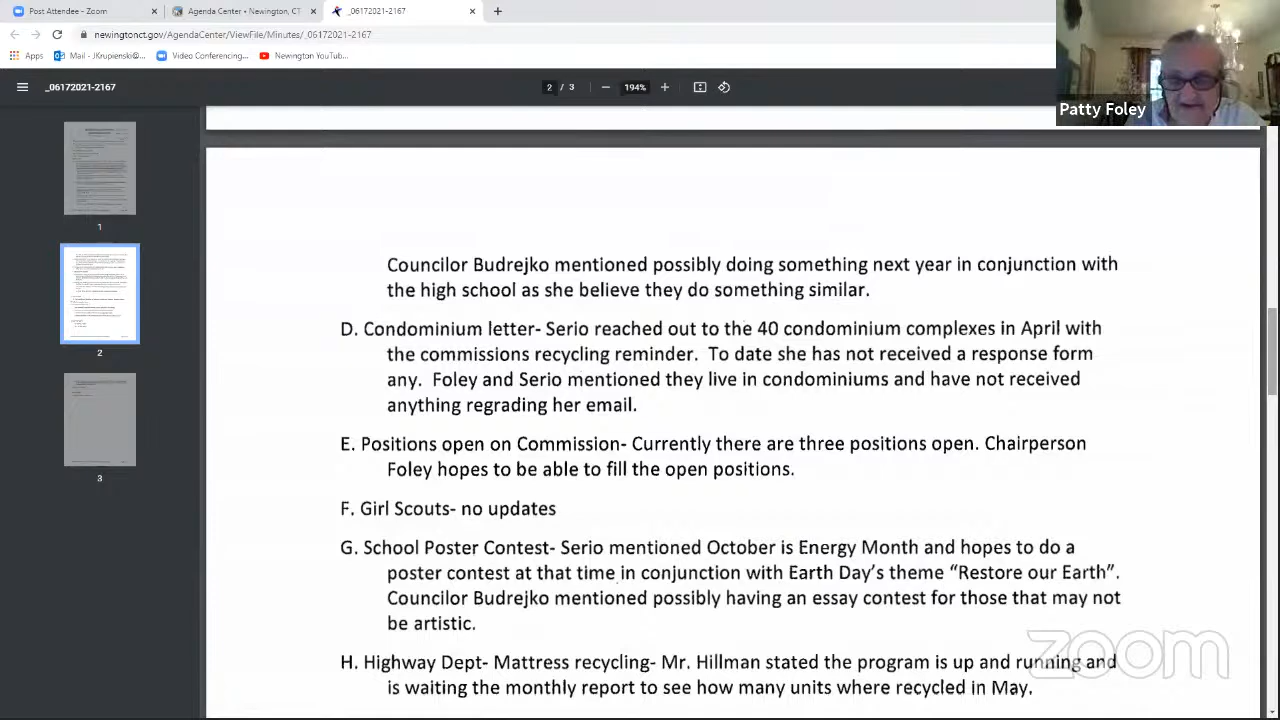 Post Attendee - Zoom
Agenda Center • Newington, CT
_06172021-2167
newingtonct.gov/AgendaCenter/ViewFile/Minutes/_06172021-2167
Apps
Mail - JKrupienski@...
Video Conferencing...
Newington YouTub...
_06172021-2167
2 / 3
194%
Patty Foley
1
2
3
Councilor Budrejko mentioned possibly doing something next year in conjunction with
the high school as she believe they do something similar.
D. Condominium letter- Serio reached out to the 40 condominium complexes in April with
the commissions recycling reminder. To date she has not received a response form
any. Foley and Serio mentioned they live in condominiums and have not received
anything regrading her email.
E. Positions open on Commission- Currently there are three positions open. Chairperson
Foley hopes to be able to fill the open positions.
F. Girl Scouts- no updates
G. School Poster Contest- Serio mentioned October is Energy Month and hopes to do a
poster contest at that time in conjunction with Earth Day's theme “Restore our Earth”.
Councilor Budrejko mentioned possibly having an essay contest for those that may not
be artistic.
H. Highway Dept- Mattress recycling- Mr. Hillman stated the program is up and running and
is waiting the monthly report to see how many units where recycled in May.
zoom